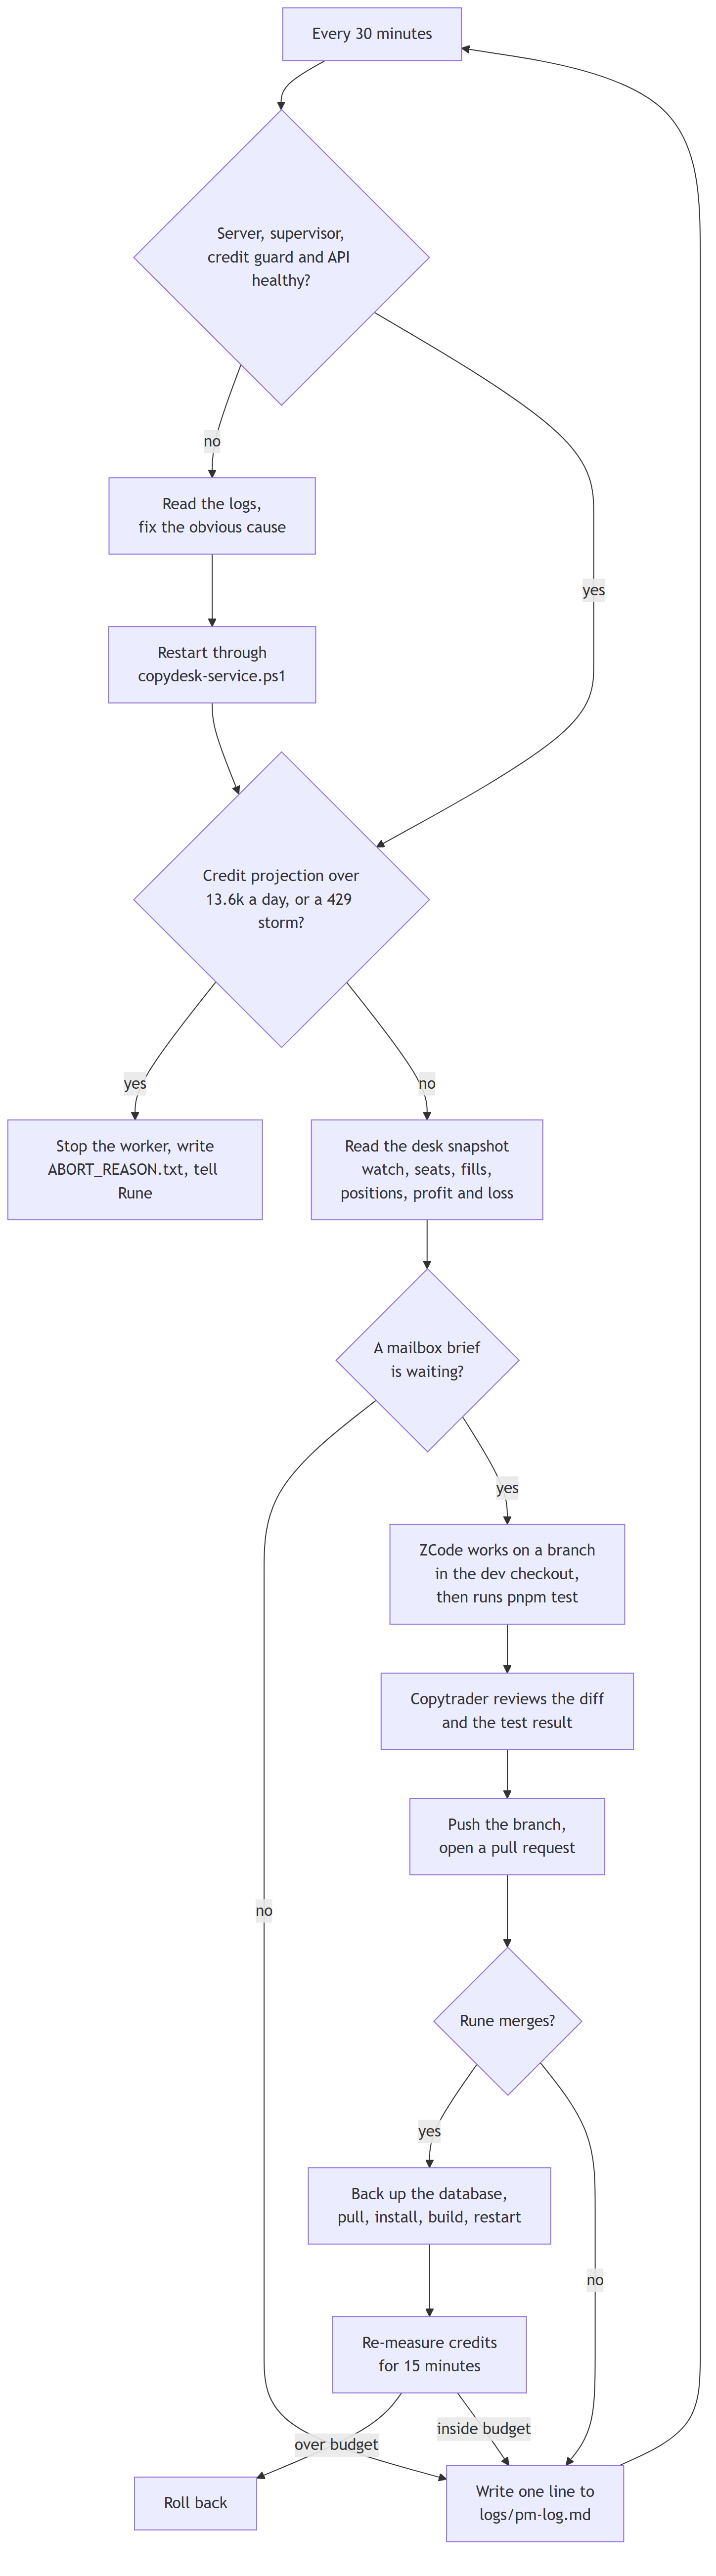 Every 30 minutes
Server, supervisor,
credit guard and API
healthy?
no
yes
Read the logs,
fix the obvious cause
Restart through
copydesk-service.ps1
Credit projection over
13.6k a day, or a 429
storm?
yes
no
Stop the worker, write
ABORT_REASON.txt, tell
Rune
Read the desk snapshot
watch, seats, fills,
positions, profit and loss
A mailbox brief
is waiting?
yes
ZCode works on a branch
in the dev checkout,
then runs pnpm test
Copytrader reviews the diff
and the test result
Push the branch,
open a pull request
no
Rune merges?
yes
Back up the database,
pull, install, build, restart
no
Re-measure credits
for 15 minutes
inside budget
over budget
Roll back
Write one line to
logs/pm-log.md